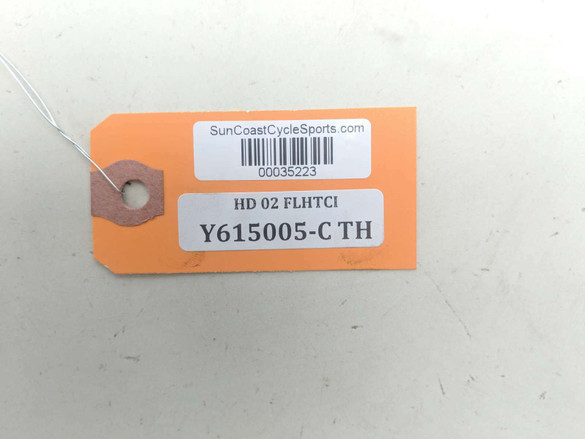 SunCoastCycleSports.com
00035223
HD 02 FLHTCI
Y615005-C TH